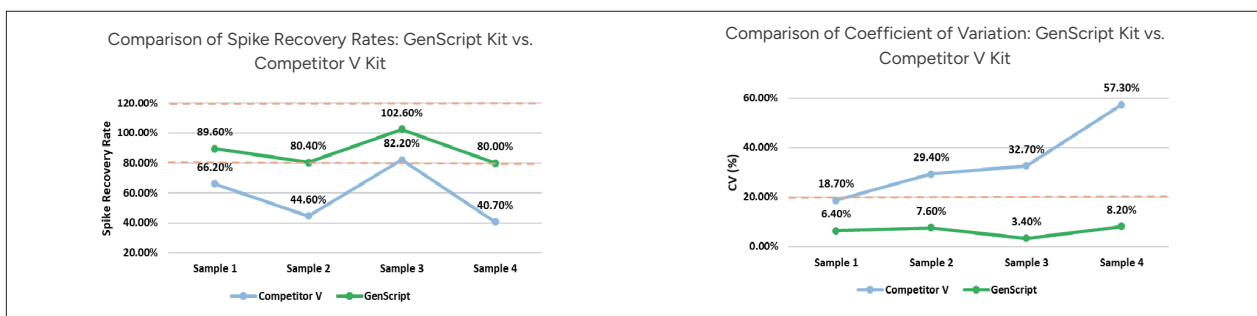 Comparison of Spike Recovery Rates: GenScript Kit vs.
Competitor V Kit
120.00%
100.00%
80.00%
60.00%
40.00%
20.00%
Spike Recovery Rate
89.60%
80.40%
102.60%
80.00%
66.20%
44.60%
82.20%
40.70%
Sample 1 Sample 2 Sample 3 Sample 4
Competitor V GenScript
Comparison of Coefficient of Variation: GenScript Kit vs.
Competitor V Kit
60.00%
40.00%
20.00%
0.00%
CV (%)
18.70%
29.40%
32.70%
57.30%
6.40%
7.60%
3.40%
8.20%
Sample 1 Sample 2 Sample 3 Sample 4
Competitor V GenScript